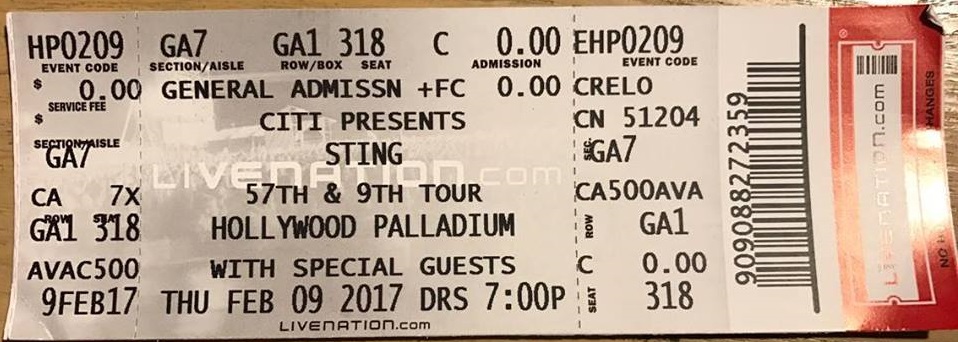 HP0209 GA7 GA1 318 C 0.00 EHP0209
EVENT CODE SECTION/AISLE ROW/BOX SEAT ADMISSION EVENT CODE
$ 0.00 GENERAL ADMISSN +FC 0.00 CRELO
SERVICE FEE
$ CITI PRESENTS CN 51204
SECTION/AISLE
GA7 STING SEC GA7
LIVENATION.com
CA 7X 57TH & 9TH TOUR CA500AVA
ROW SEAT
GA1 318 HOLLYWOOD PALLADIUM ROW GA1
AVAC500 WITH SPECIAL GUESTS C 0.00
9FEB17 THU FEB 09 2017 DRS 7:00P SEAT 318
LIVENATION.com
909088272359
LIVENATION.com